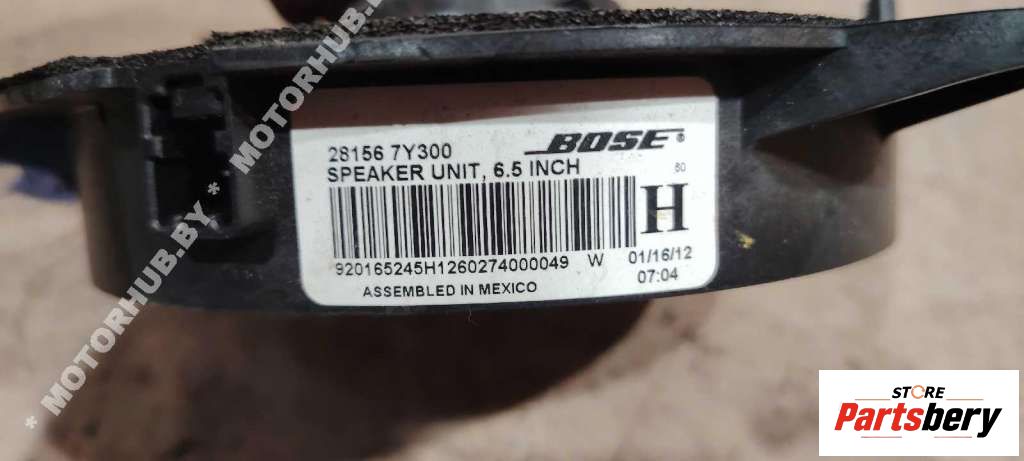 28156 7Y300
BOSE®
SPEAKER UNIT, 6.5 INCH
60
H
920165245H1260274000049 W
01/16/12
07:04
ASSEMBLED IN MEXICO
* MOTORHUB.BY * MOTORHUB.BY *
STORE
Partsbery